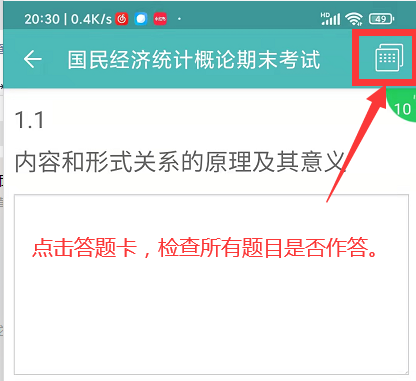 20:30 | 0.4K/s
HD
49
国民经济统计概论期末考试
10
1.1
内容和形式关系的原理及其意义
点击答题卡，检查所有题目是否作答。